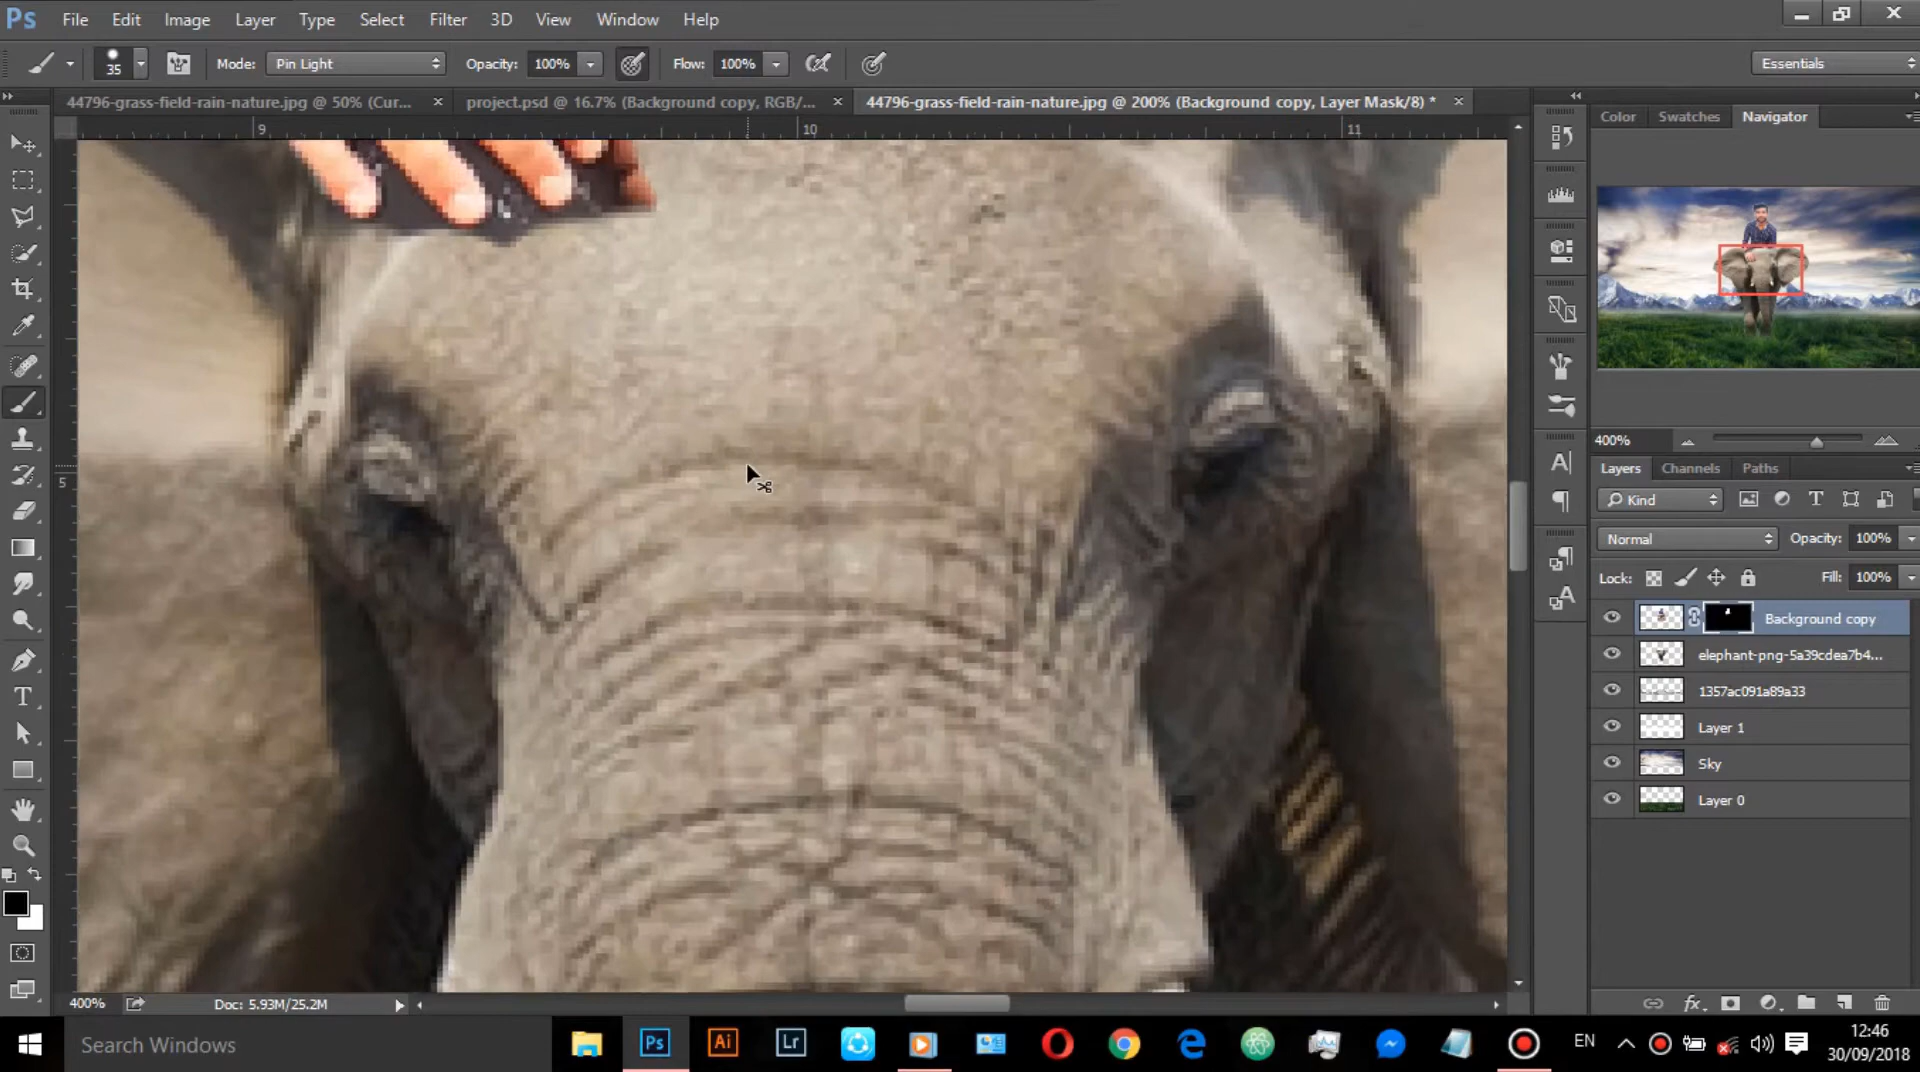 Ps File Edit Image Layer Type Select Filter 3D View Window Help
35 Mode: Pin Light Opacity: 100% Flow: 100% Essentials
44796-grass-field-rain-nature.jpg @ 50% (Cur... × project.psd @ 16.7% (Background copy, RGB/... × 44796-grass-field-rain-nature.jpg @ 200% (Background copy, Layer Mask/8) * ×
Color Swatches Navigator
9 10 11
5
400%
Layers Channels Paths
Kind
Normal Opacity: 100%
Lock: Fill: 100%
Background copy
elephant-png-5a39cdea7b4...
1357ac091a89a33
Layer 1
Sky
Layer 0
400% Doc: 5.93M/25.2M
Search Windows Ps Ai Lr EN 12:46
30/09/2018